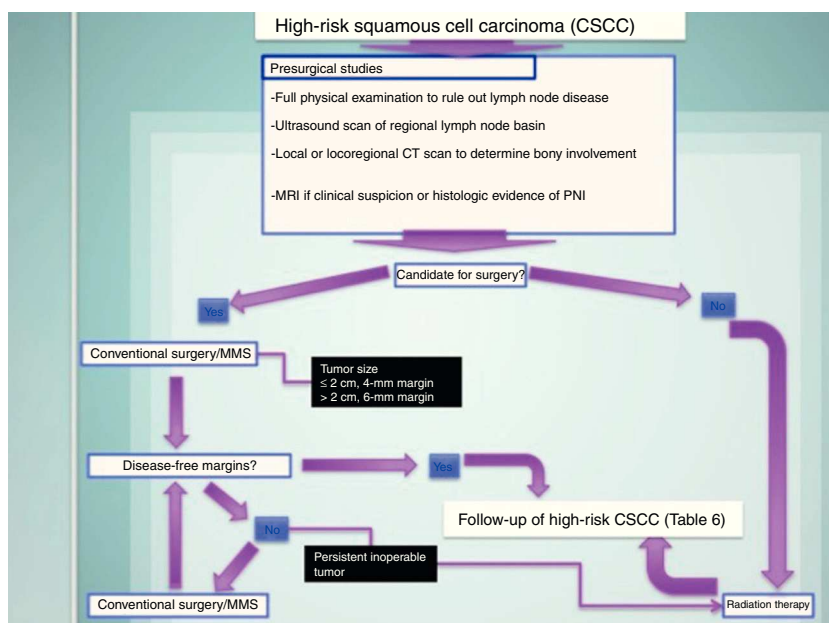 High-risk squamous cell carcinoma (CSCC)
Presurgical studies
-Full physical examination to rule out lymph node disease
-Ultrasound scan of regional lymph node basin
-Local or locoregional CT scan to determine bony involvement
-MRI if clinical suspicion or histologic evidence of PNI
Candidate for surgery?
Yes
No
Conventional surgery/MMS
Tumor size
≤ 2 cm, 4-mm margin
> 2 cm, 6-mm margin
Disease-free margins?
Yes
Follow-up of high-risk CSCC (Table 6)
No
Persistent inoperable
tumor
Conventional surgery/MMS
Radiation therapy